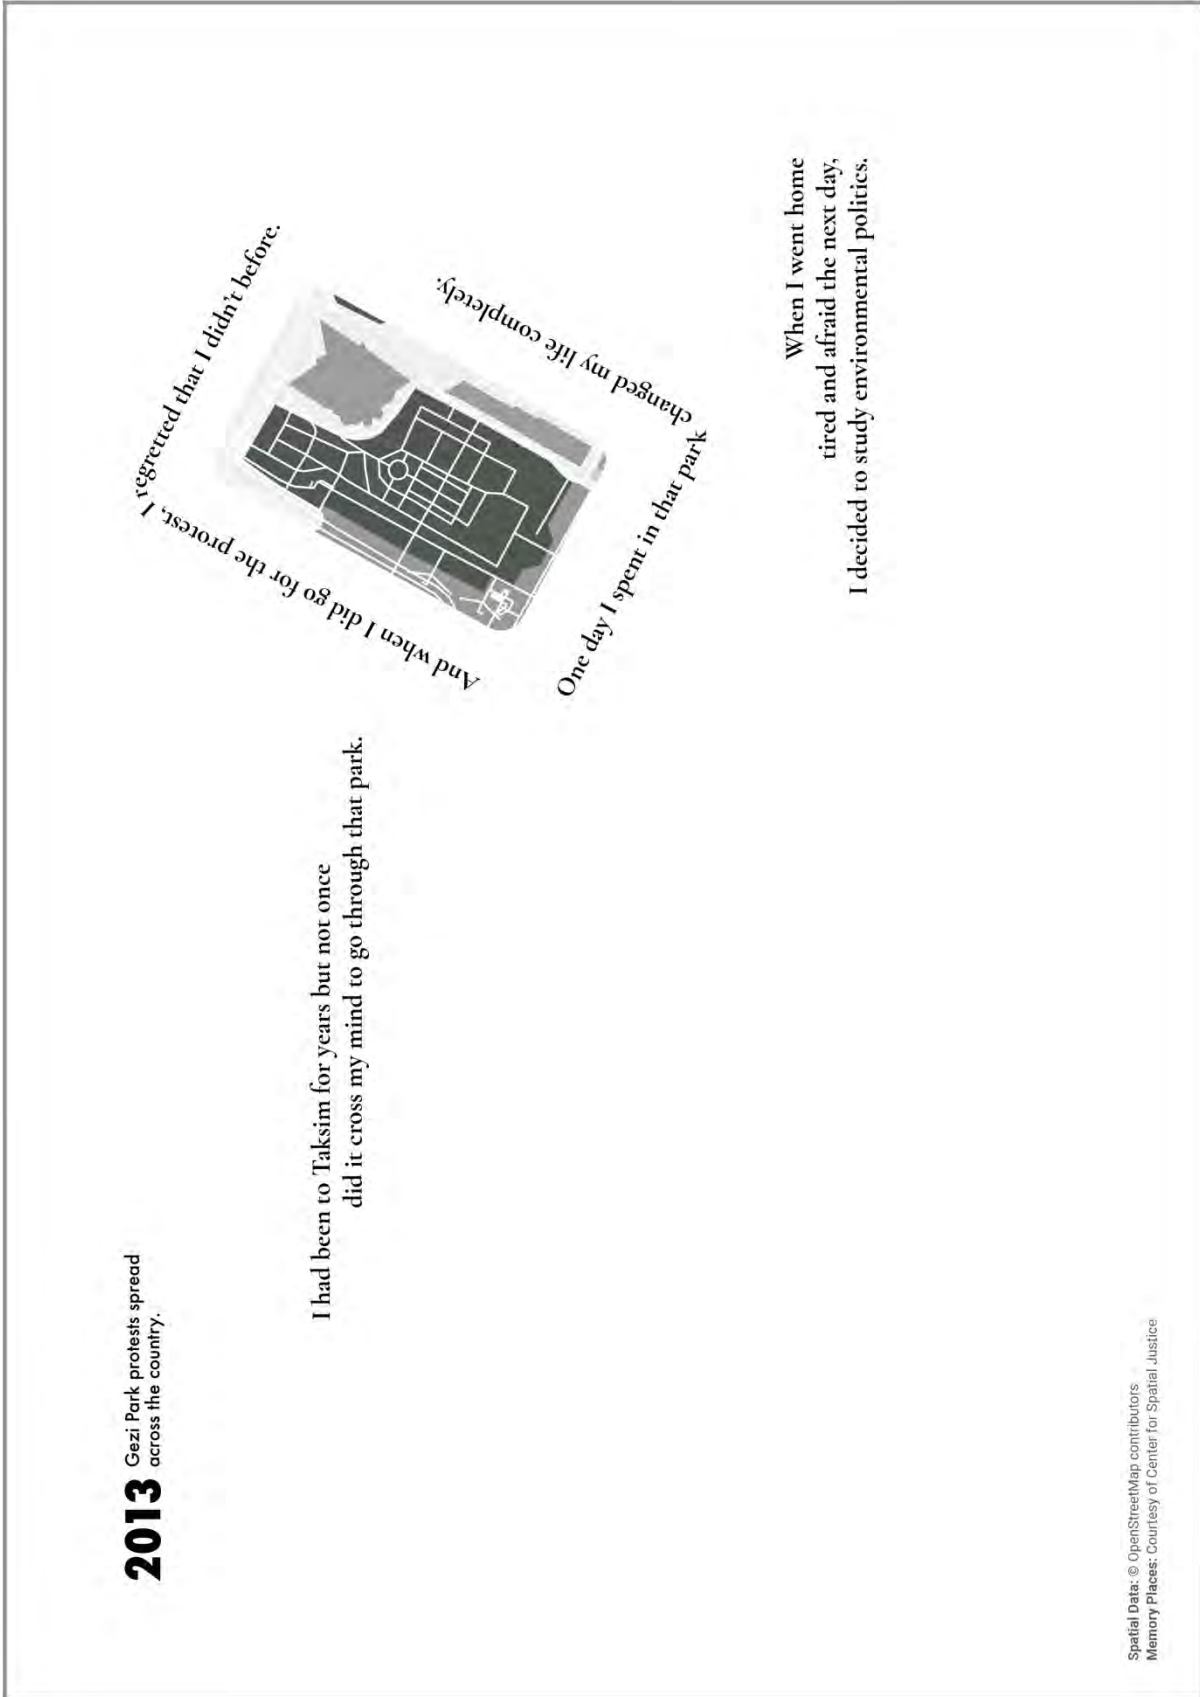 2013
Gezi Park protests spread
across the country.
I had been to Taksim for years but not once
did it cross my mind to go through that park.
And when I did go for the protest, I
regretted that I didn't before.
One day I spent in that park
changed my life completely.
When I went home
tired and afraid the next day,
I decided to study environmental politics.
Spatial Data: © OpenStreetMap contributors
Memory Places: Courtesy of Center for Spatial Justice